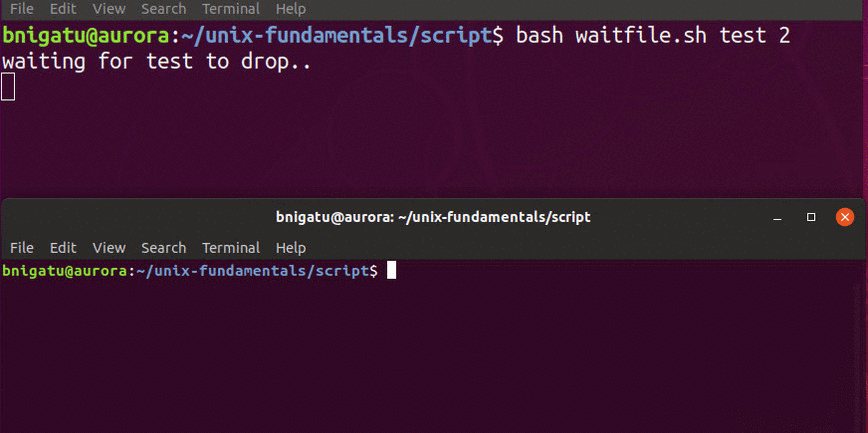 File Edit View Search Terminal Help
bnigatu@aurora:~/unix-fundamentals/script$ bash waitfile.sh test 2
waiting for test to drop..
bnigatu@aurora: ~/unix-fundamentals/script
File Edit View Search Terminal Help
bnigatu@aurora:~/unix-fundamentals/script$